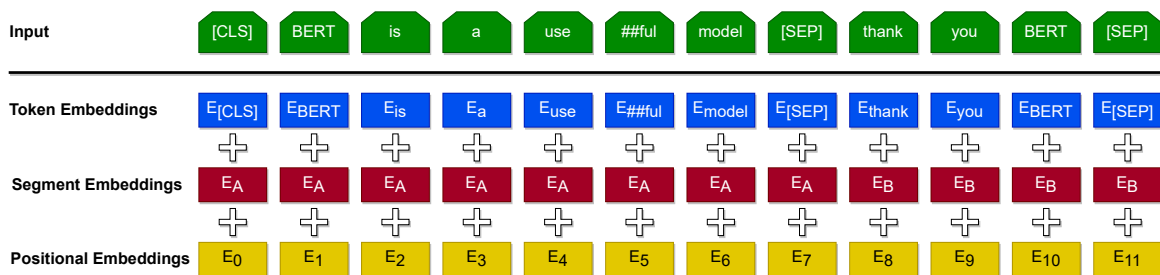 Input [CLS] BERT is a use ##ful model [SEP] thank you BERT [SEP]
Token Embeddings E[CLS] EBERT Eis Ea Euse E##ful Emodel E[SEP] Ethank Eyou EBERT E[SEP]
Segment Embeddings EA EA EA EA EA EA EA EA EB EB EB EB
Positional Embeddings E0 E1 E2 E3 E4 E5 E6 E7 E8 E9 E10 E11